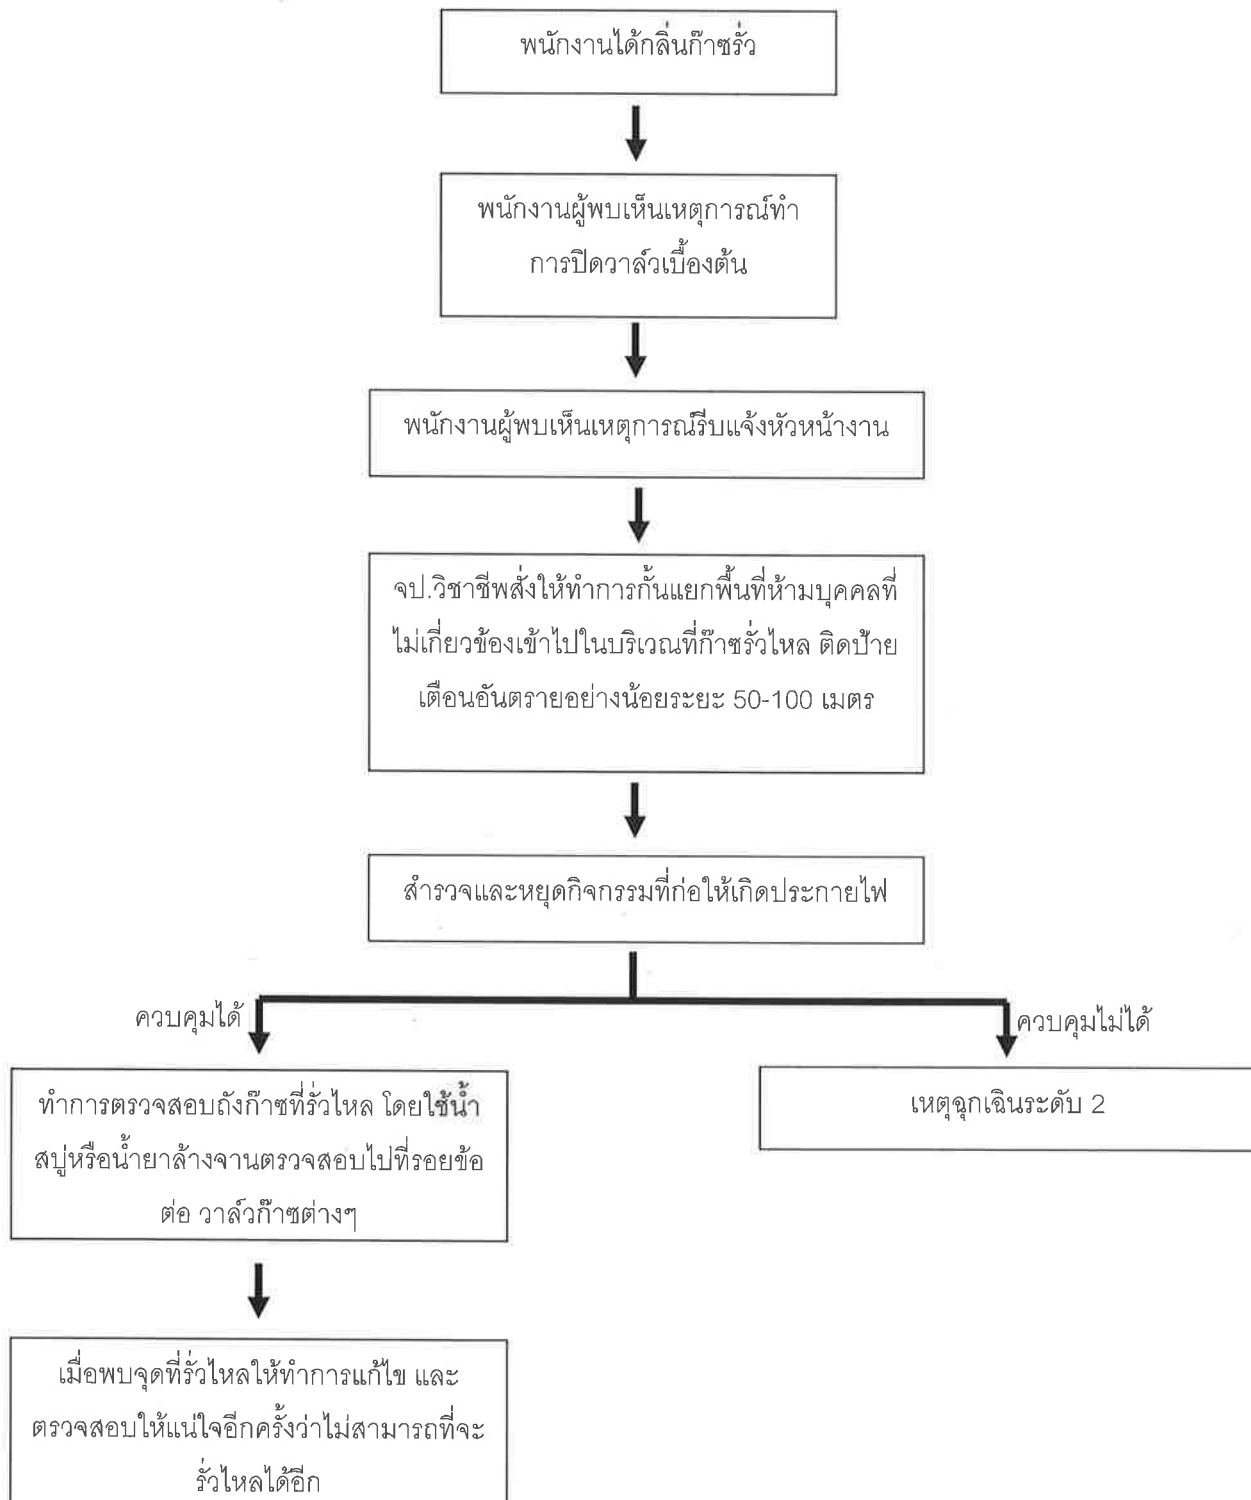 พนักงานได้กลิ่นก๊าซรั่ว
พนักงานผู้พบเห็นเหตุการณ์ทำ
การปิดวาล์วเบื้องต้น
พนักงานผู้พบเห็นเหตุการณ์รีบแจ้งหัวหน้างาน
จป.วิชาชีพสั่งให้ทำการกั้นแยกพื้นที่ห้ามบุคคลที่
ไม่เกี่ยวข้องเข้าไปในบริเวณที่ก๊าซรั่วไหล ติดป้าย
เตือนอันตรายอย่างน้อยระยะ 50-100 เมตร
สำรวจและหยุดกิจกรรมที่ก่อให้เกิดประกายไฟ
ควบคุมได้
ควบคุมไม่ได้
ทำการตรวจสอบถังก๊าซที่รั่วไหล โดยใช้น้ำ
สบู่หรือน้ำยาล้างจานตรวจสอบไปที่รอยข้อ
ต่อ วาล์วก๊าซต่างๆ
เหตุฉุกเฉินระดับ 2
เมื่อพบจุดที่รั่วไหลให้ทำการแก้ไข และ
ตรวจสอบให้แน่ใจอีกครั้งว่าไม่สามารถที่จะ
รั่วไหลได้อีก